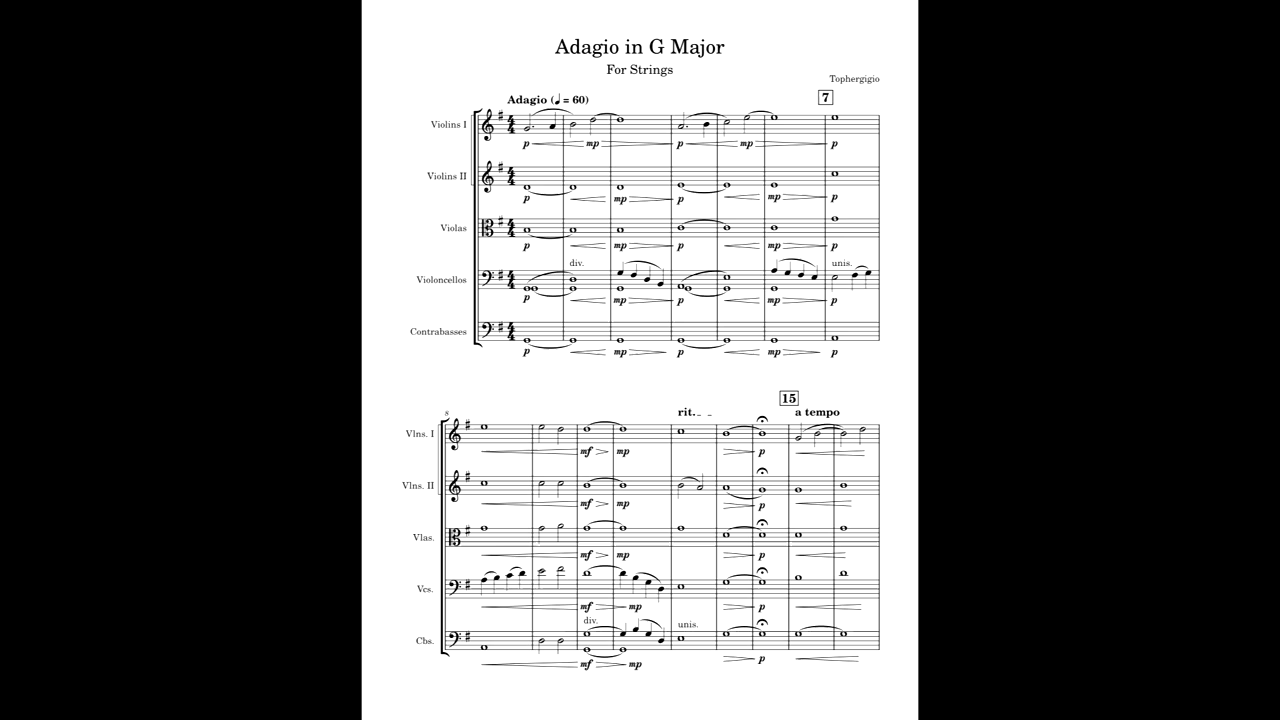 Adagio in G Major
For Strings
Tophergigio
7
Adagio (♩ = 60)
Violins I
p mp p mp p
Violins II
p mp p mp p
Violas
p mp p mp p
div. unis.
Violoncellos
p mp p mp p
Contrabasses
p mp p mp p
15
8 rit. a tempo
Vlns. I
mf mp p
Vlns. II
mf mp p
Vlas.
mf mp p
Vcs.
mf mp p
div. unis.
Cbs.
mf mp p